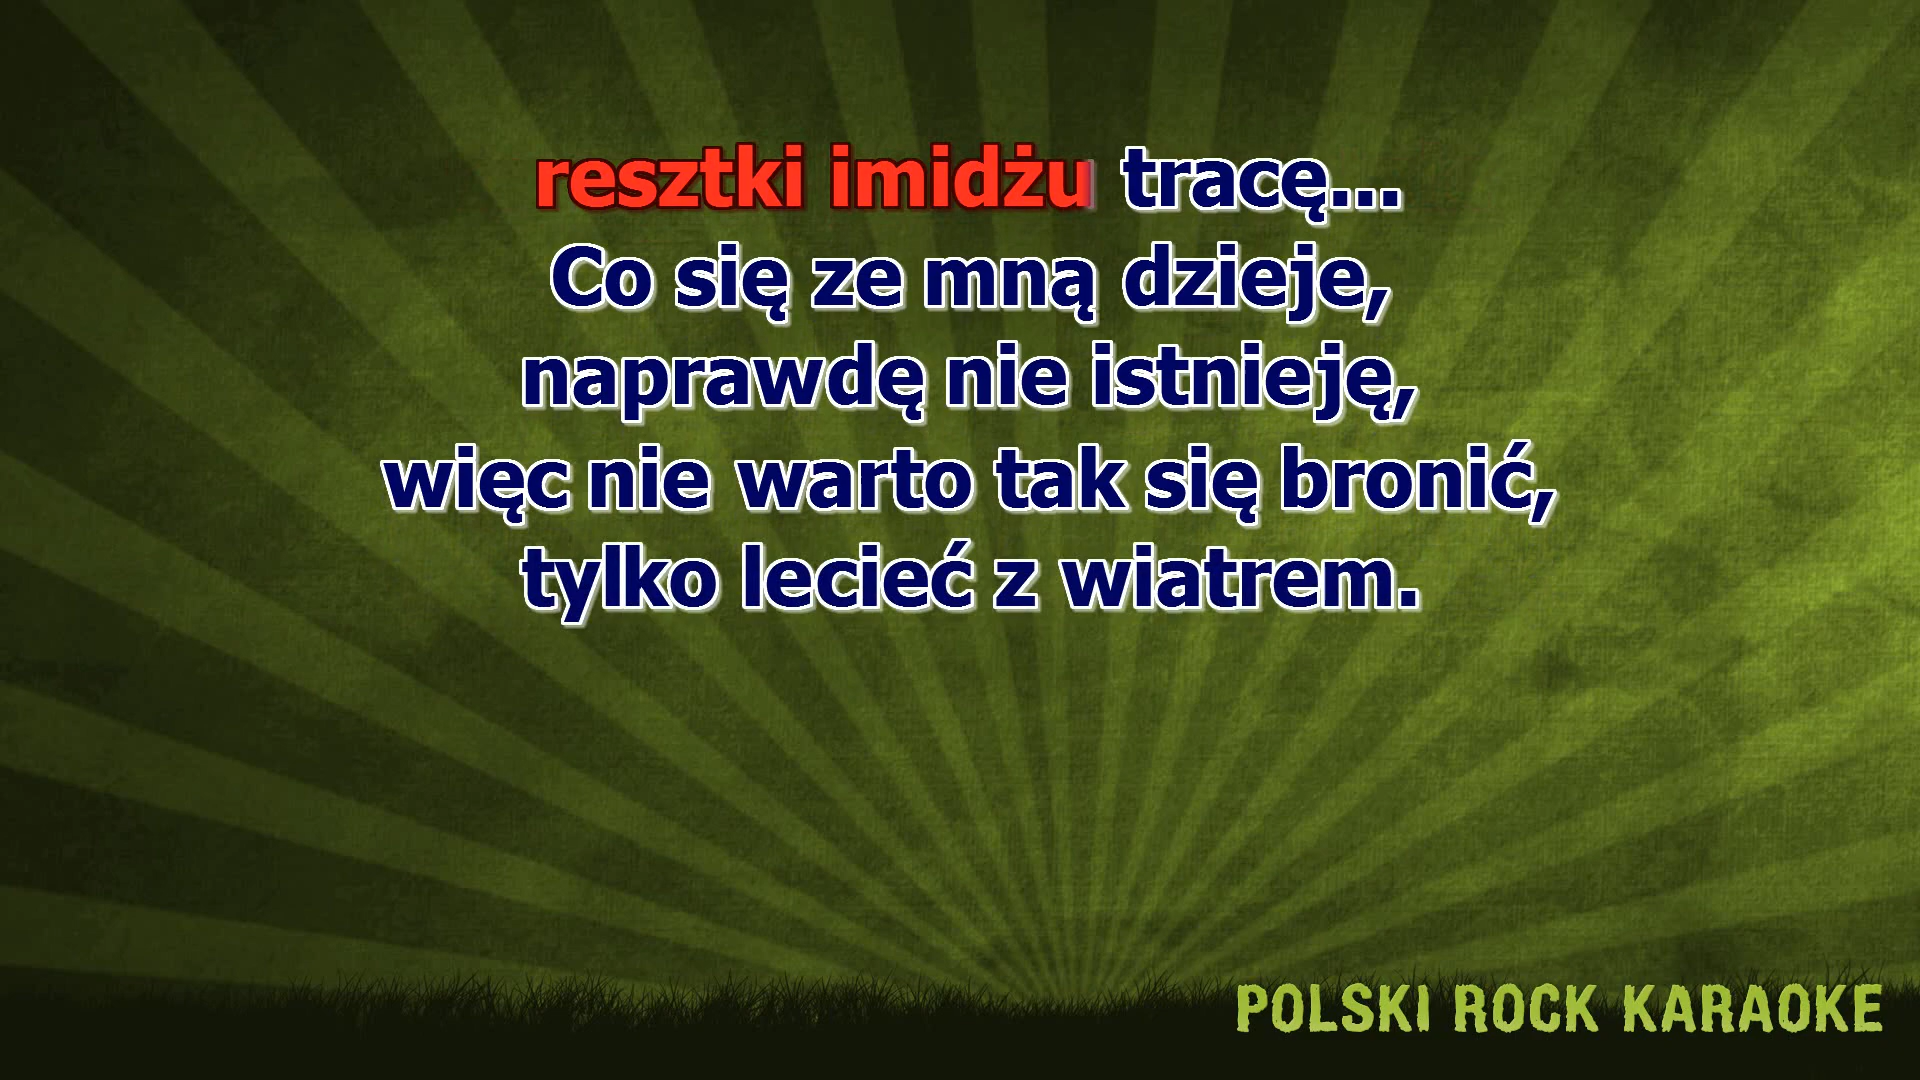 resztki imidżu tracę...
Co się ze mną dzieje,
naprawdę nie istnieję,
więc nie warto tak się bronić,
tylko lecieć z wiatrem.
POLSKI ROCK KARAOKE